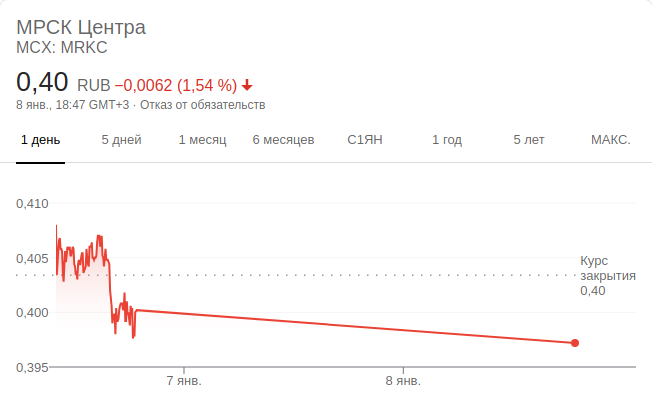 МРСК Центра
MCX: MRKC
0,40 RUB −0,0062 (1,54 %)
8 янв., 18:47 GMT+3 · Отказ от обязательств
1 день 5 дней 1 месяц 6 месяцев С1ЯН 1 год 5 лет МАКС.
0,410
0,405
0,400
0,395
Курс
закрытия
0,40
7 янв. 8 янв.